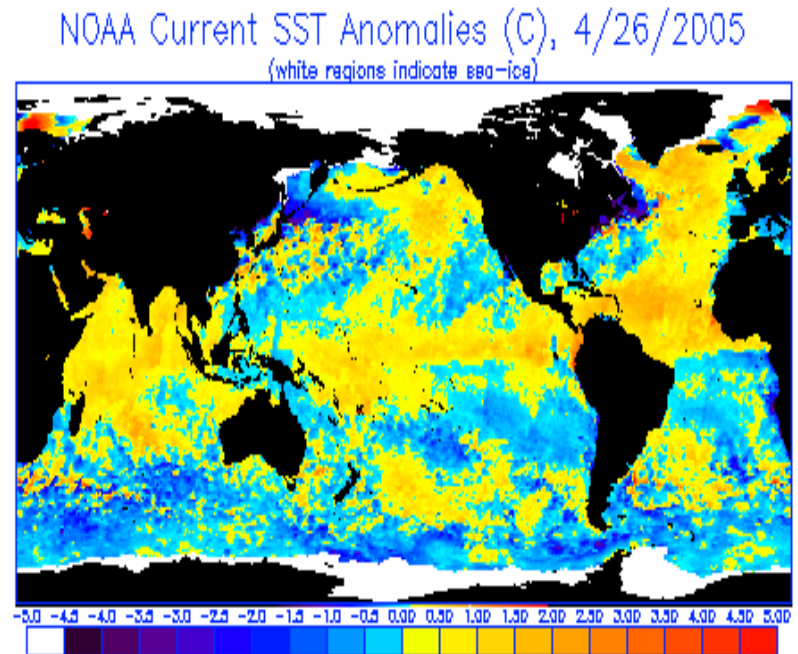 NOAA Current SST Anomalies (C), 4/26/2005
(white regions indicate sea-ice)
-5.0 -4.5 -4.0 -3.5 -3.0 -2.5 -2.0 -1.5 -1.0 -0.5 0.00 0.50 1.00 1.50 2.00 2.50 3.00 3.50 4.00 4.50 5.00